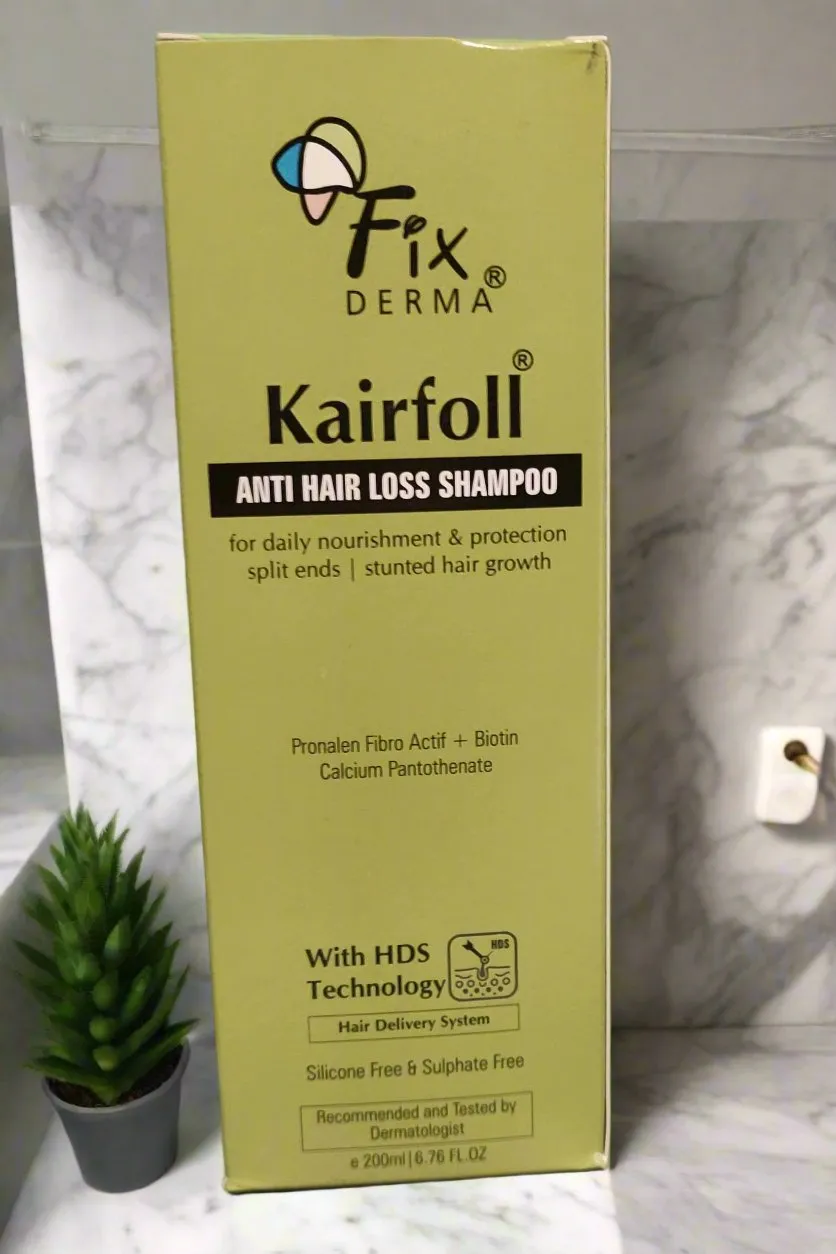 Fix ®
DERMA
Kairfoll ®
ANTI HAIR LOSS SHAMPOO
for daily nourishment & protection
split ends | stunted hair growth
Pronalen Fibro Actif + Biotin
Calcium Pantothenate
With HDS
Technology
HDS
Hair Delivery System
Silicone Free & Sulphate Free
Recommended and Tested by
Dermatologist
e 200ml | 6.76 FL.OZ